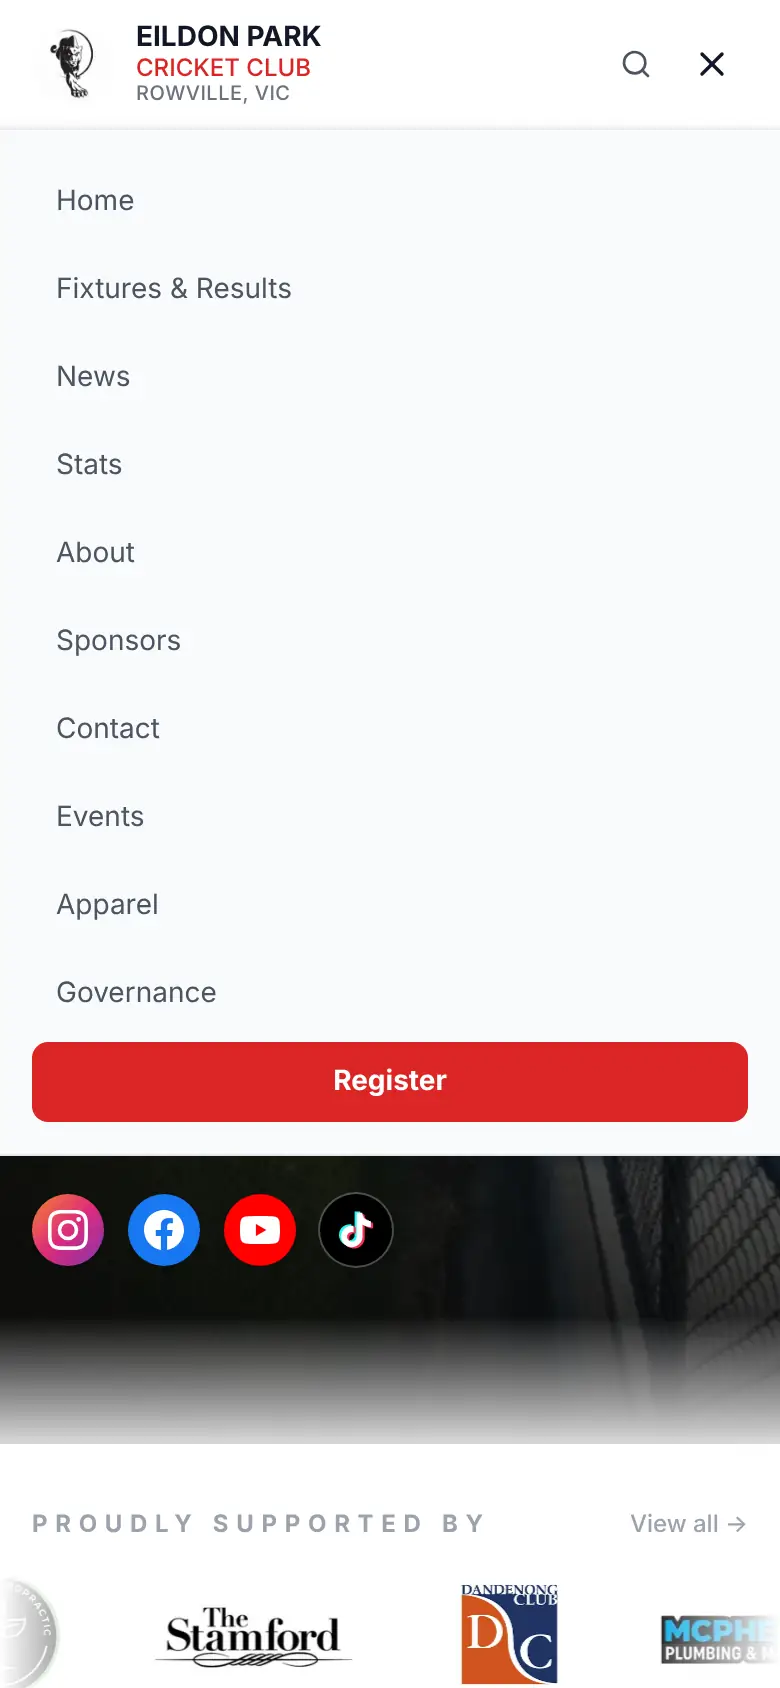 EILDON PARK
CRICKET CLUB
ROWVILLE, VIC
Home
Fixtures & Results
News
Stats
About
Sponsors
Contact
Events
Apparel
Governance
Register
PROUDLY SUPPORTED BY
View all →
The
Stamford
DANDENONG
CLUB
D C
PLUMBING &